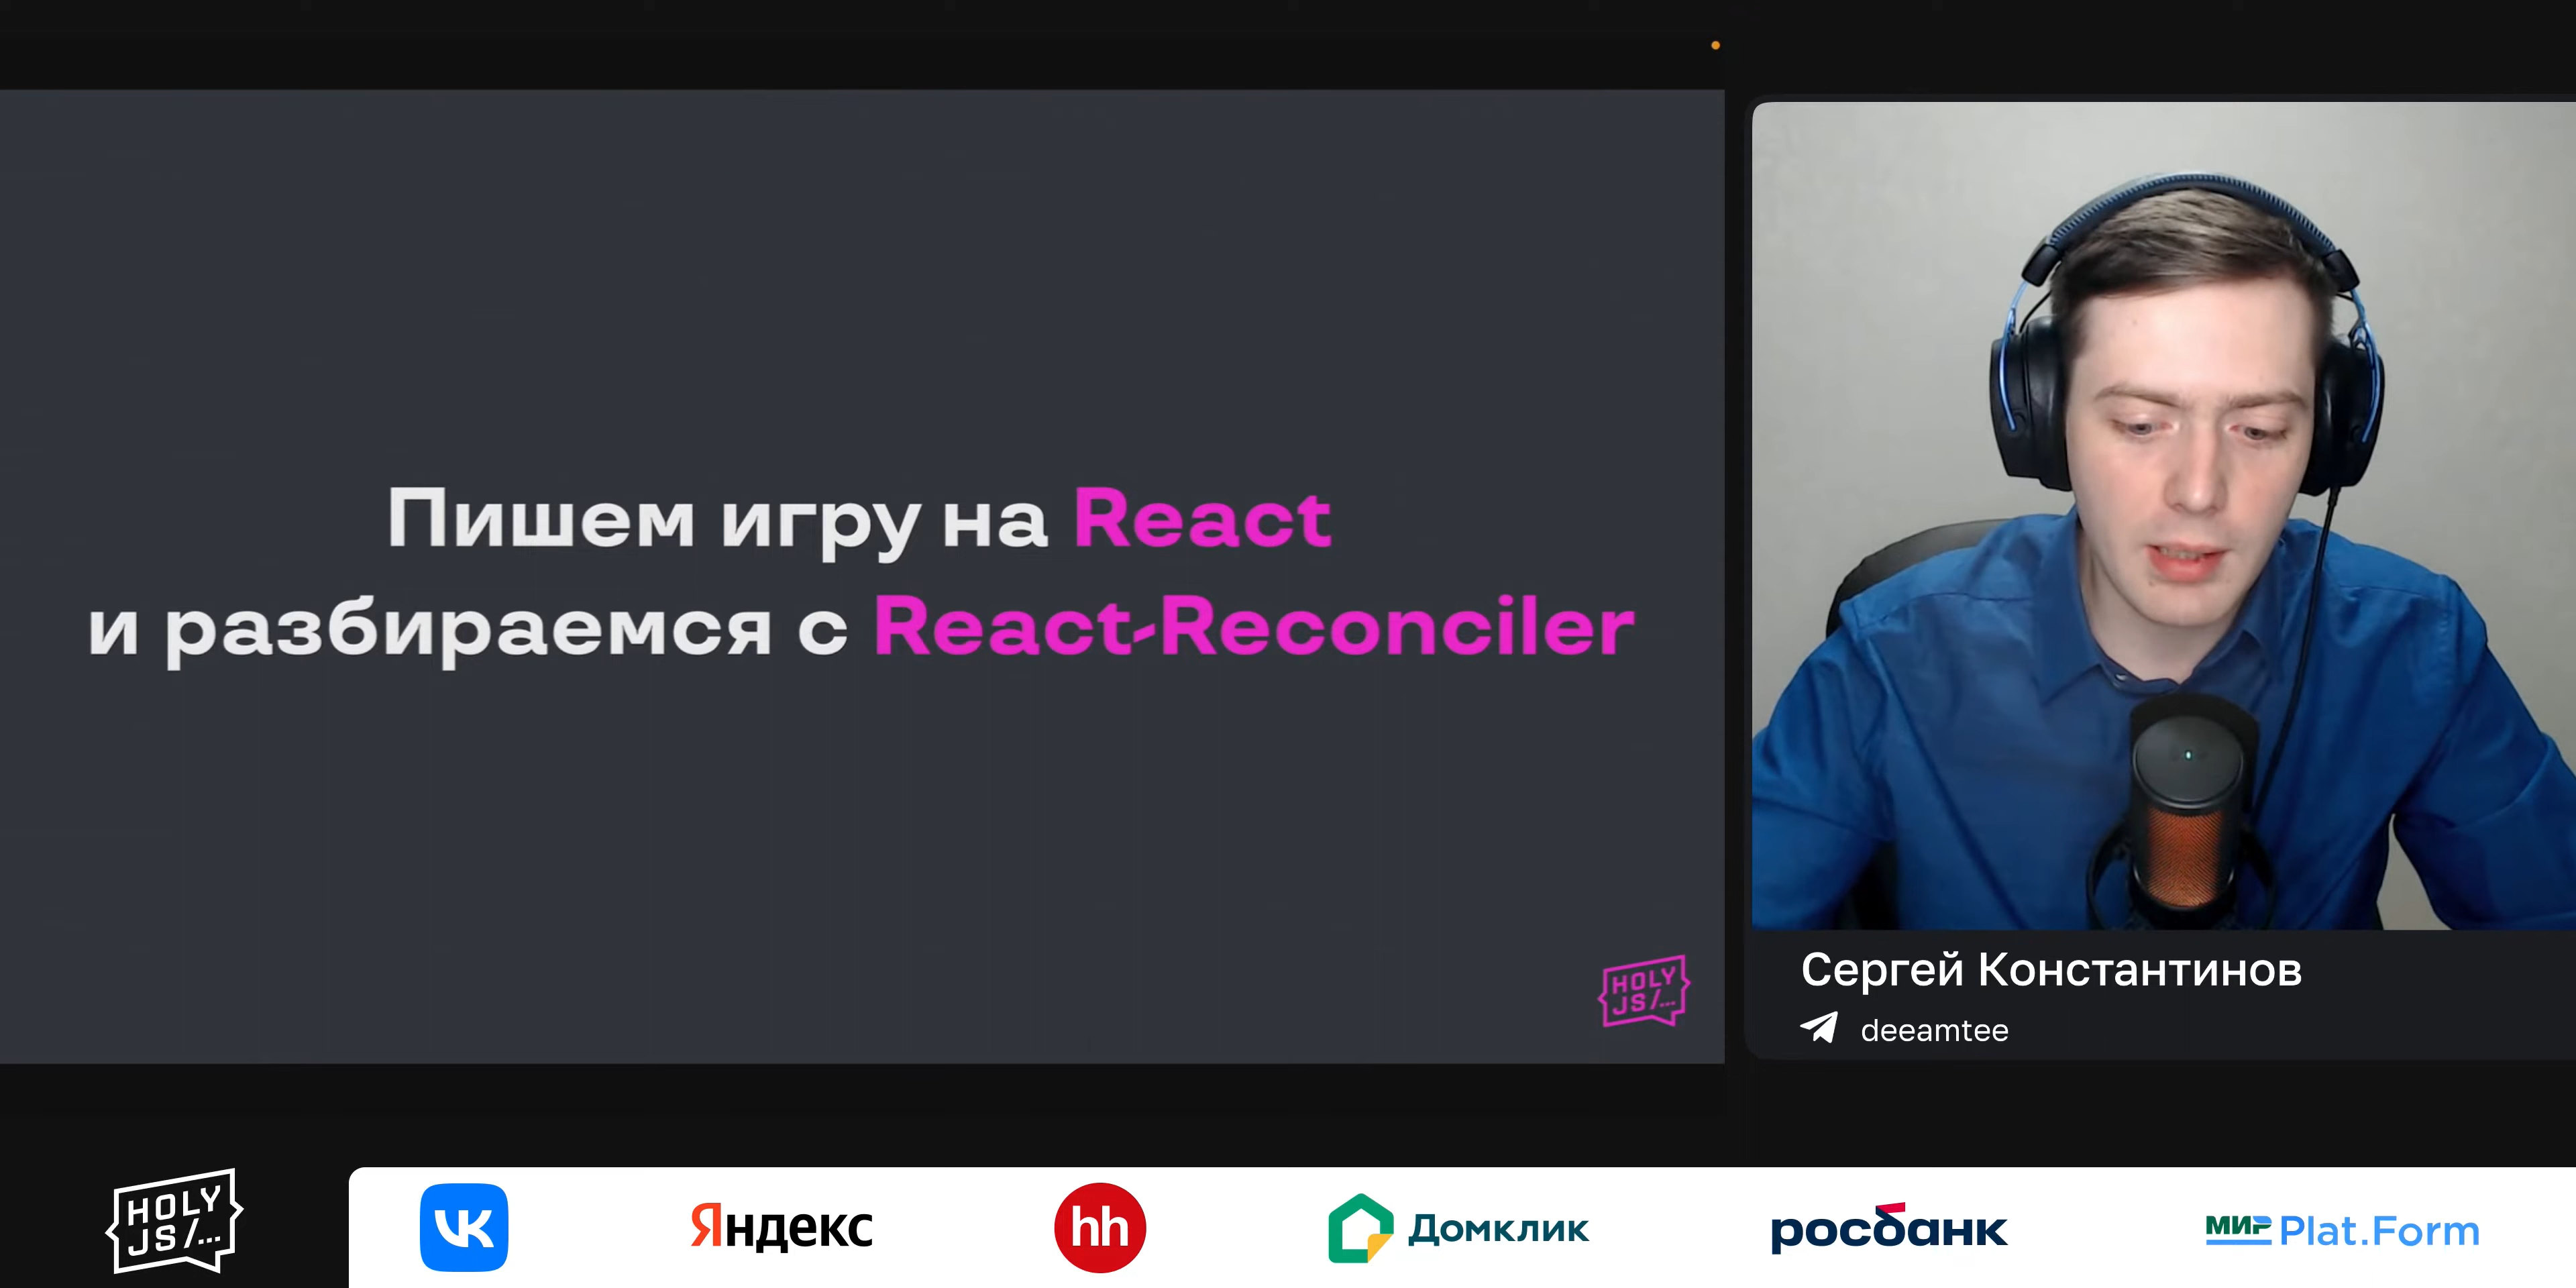 Пишем игру на React
и разбираемся с React-Reconciler
HOLY
JS/...
Сергей Константинов
deeamtee
HOLY
JS/...
VK
Яндекс
hh
Домклик
росбанк
МИР Plat.Form